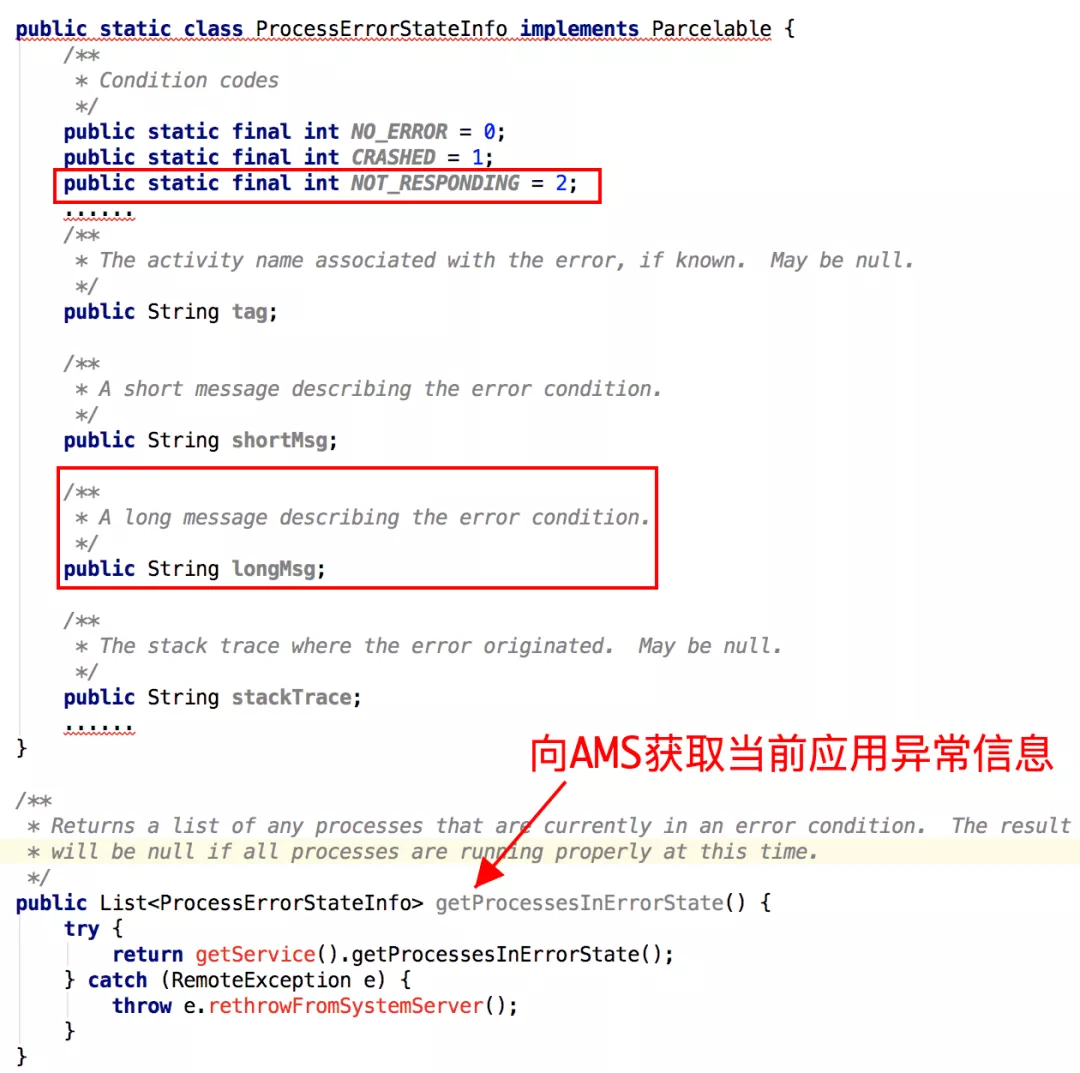 public static class ProcessErrorStateInfo implements Parcelable {
/**
* Condition codes
*/
public static final int NO_ERROR = 0;
public static final int CRASHED = 1;
public static final int NOT_RESPONDING = 2;
......
/**
* The activity name associated with the error, if known.  May be null.
*/
public String tag;
/**
* A short message describing the error condition.
*/
public String shortMsg;
/**
* A long message describing the error condition.
*/
public String longMsg;
/**
* The stack trace where the error originated.  May be null.
*/
public String stackTrace;
......
}
向AMS获取当前应用异常信息
/**
* Returns a list of any processes that are currently in an error condition.  The result
* will be null if all processes are running properly at this time.
*/
public List<ProcessErrorStateInfo> getProcessesInErrorState() {
try {
return getService().getProcessesInErrorState();
} catch (RemoteException e) {
throw e.rethrowFromSystemServer();
}
}